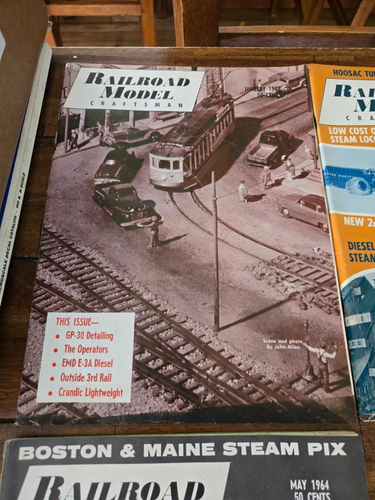 RAILROAD
MODEL
CRAFTSMAN
THIS ISSUE—
• GP-30 Detailing
• The Operators
• EMD E-3A Diesel
• Outside 3rd Rail
• Crandic Lightweight
Scene and photo
By John Allen
HOOSAC TU
RA
M
CRA
LOW COST O
STEAM LOC
NEW 2
DIESEL
STEAM
BOSTON & MAINE STEAM PIX
RAILROAD
MAY 1964
50 CENTS